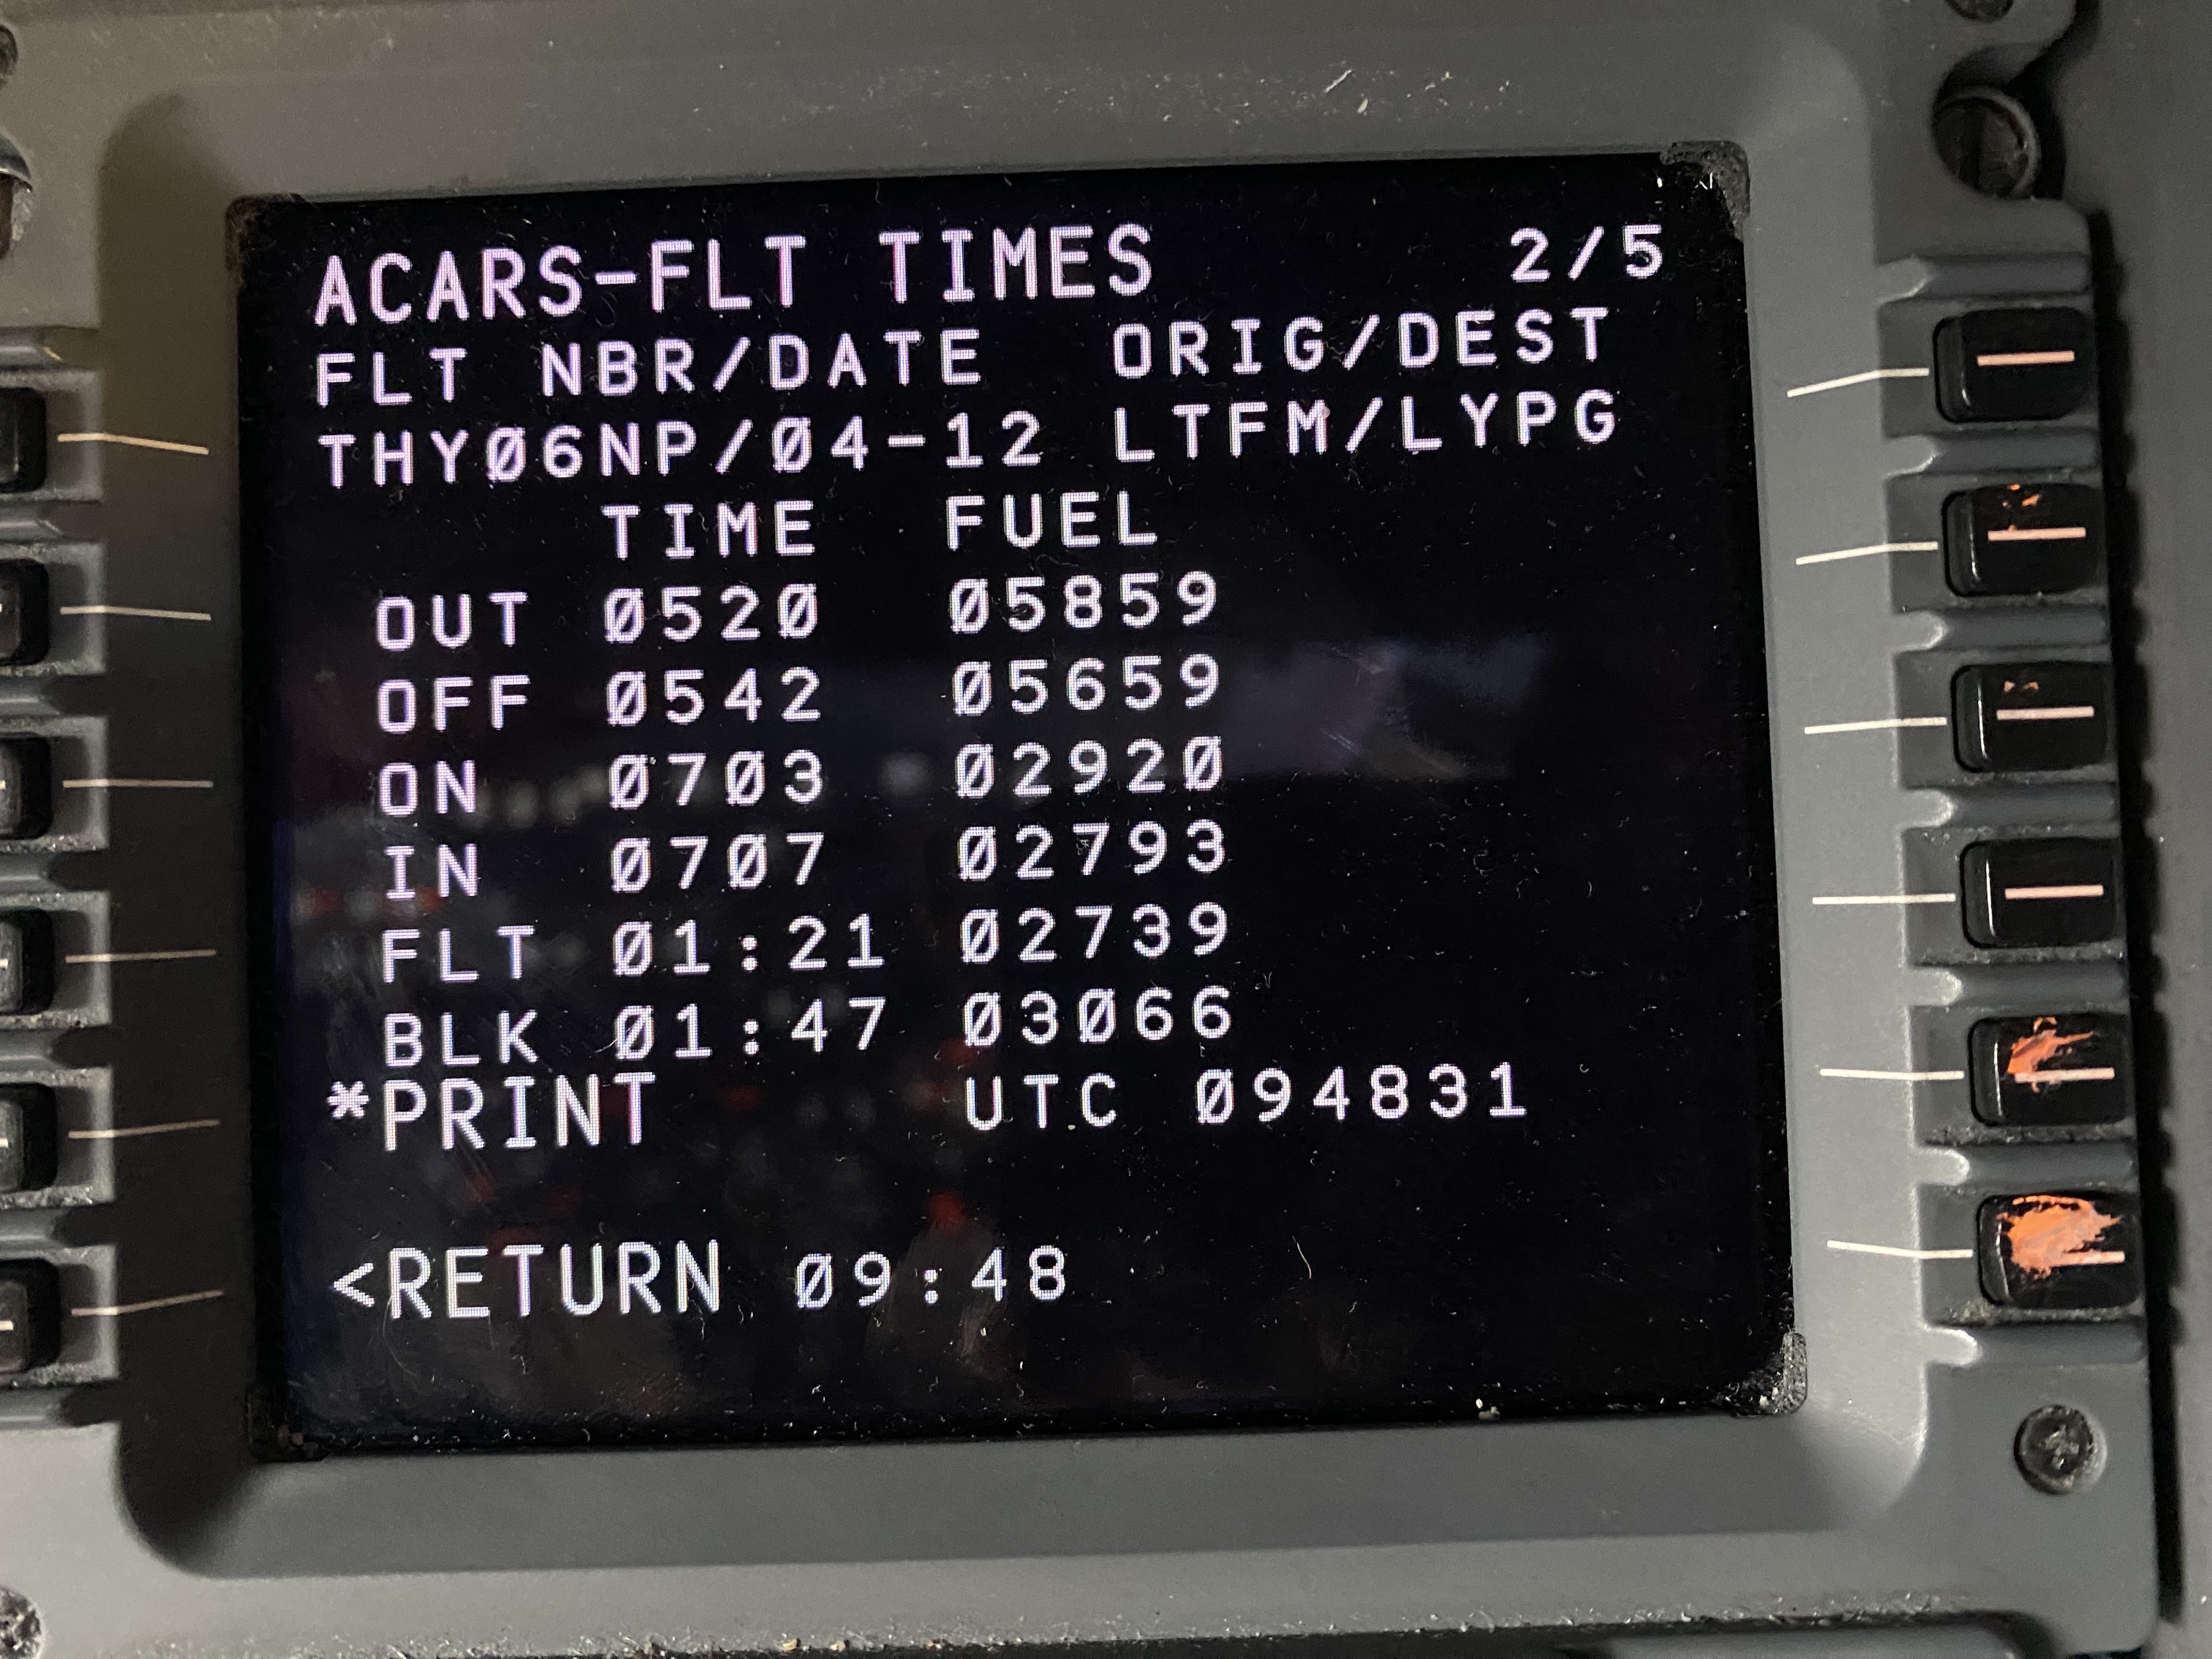 ACARS-FLT TIMES 2/5
FLT NBR/DATE ORIG/DEST
THY06NP/04-12 LTFM/LYPG
TIME FUEL
OUT 0520 05859
OFF 0542 05659
ON 0703 02920
IN 0707 02793
FLT 01:21 02739
BLK 01:47 03066
*PRINT UTC 094831
<RETURN 09:48